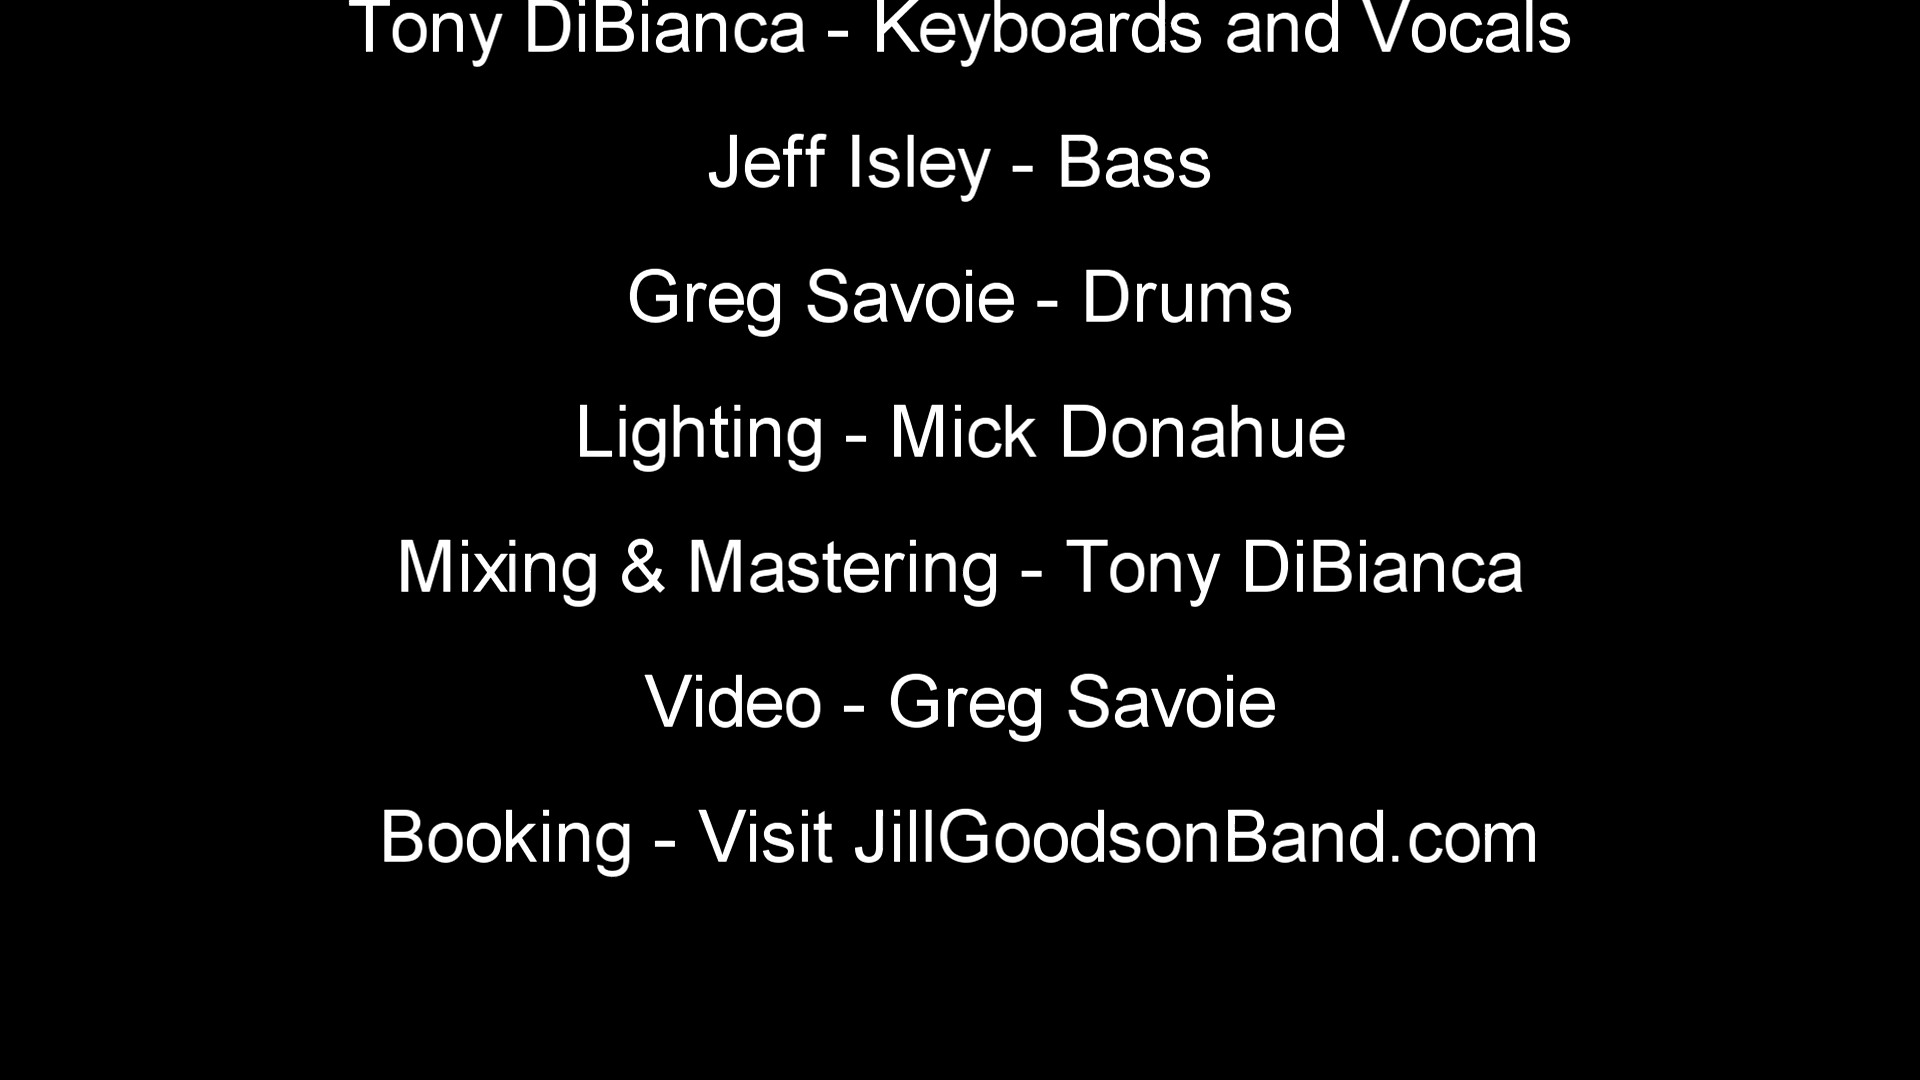 Tony DiBianca - Keyboards and Vocals
Jeff Isley - Bass
Greg Savoie - Drums
Lighting - Mick Donahue
Mixing & Mastering - Tony DiBianca
Video - Greg Savoie
Booking - Visit JillGoodsonBand.com